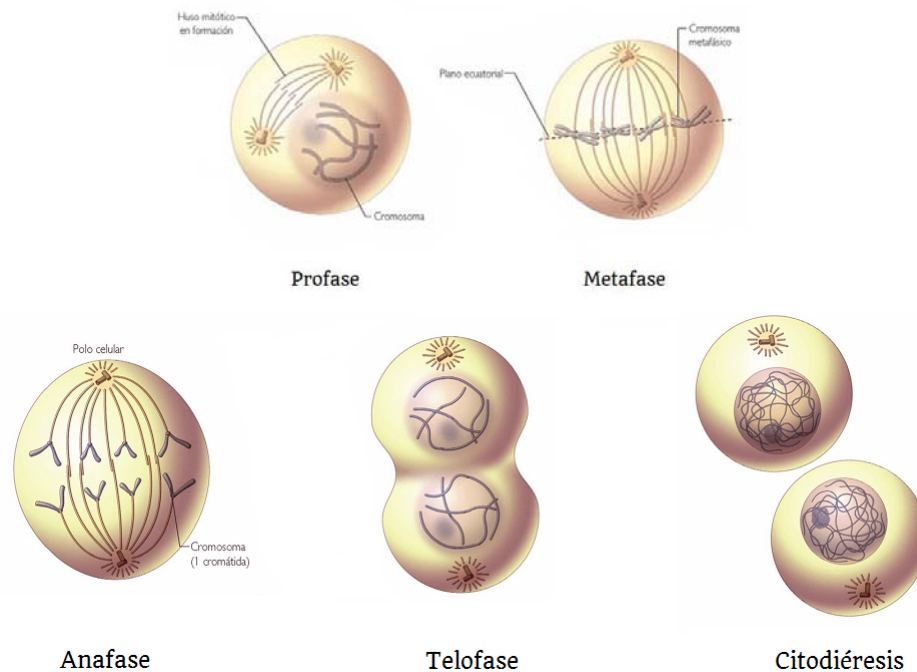 Huso mitótico
en formación
Cromosoma
Cromosoma
metafásico
Plano ecuatorial
Profase
Metafase
Polo celular
Cromosoma
(1 cromátida)
Anafase
Telofase
Citodiéresis